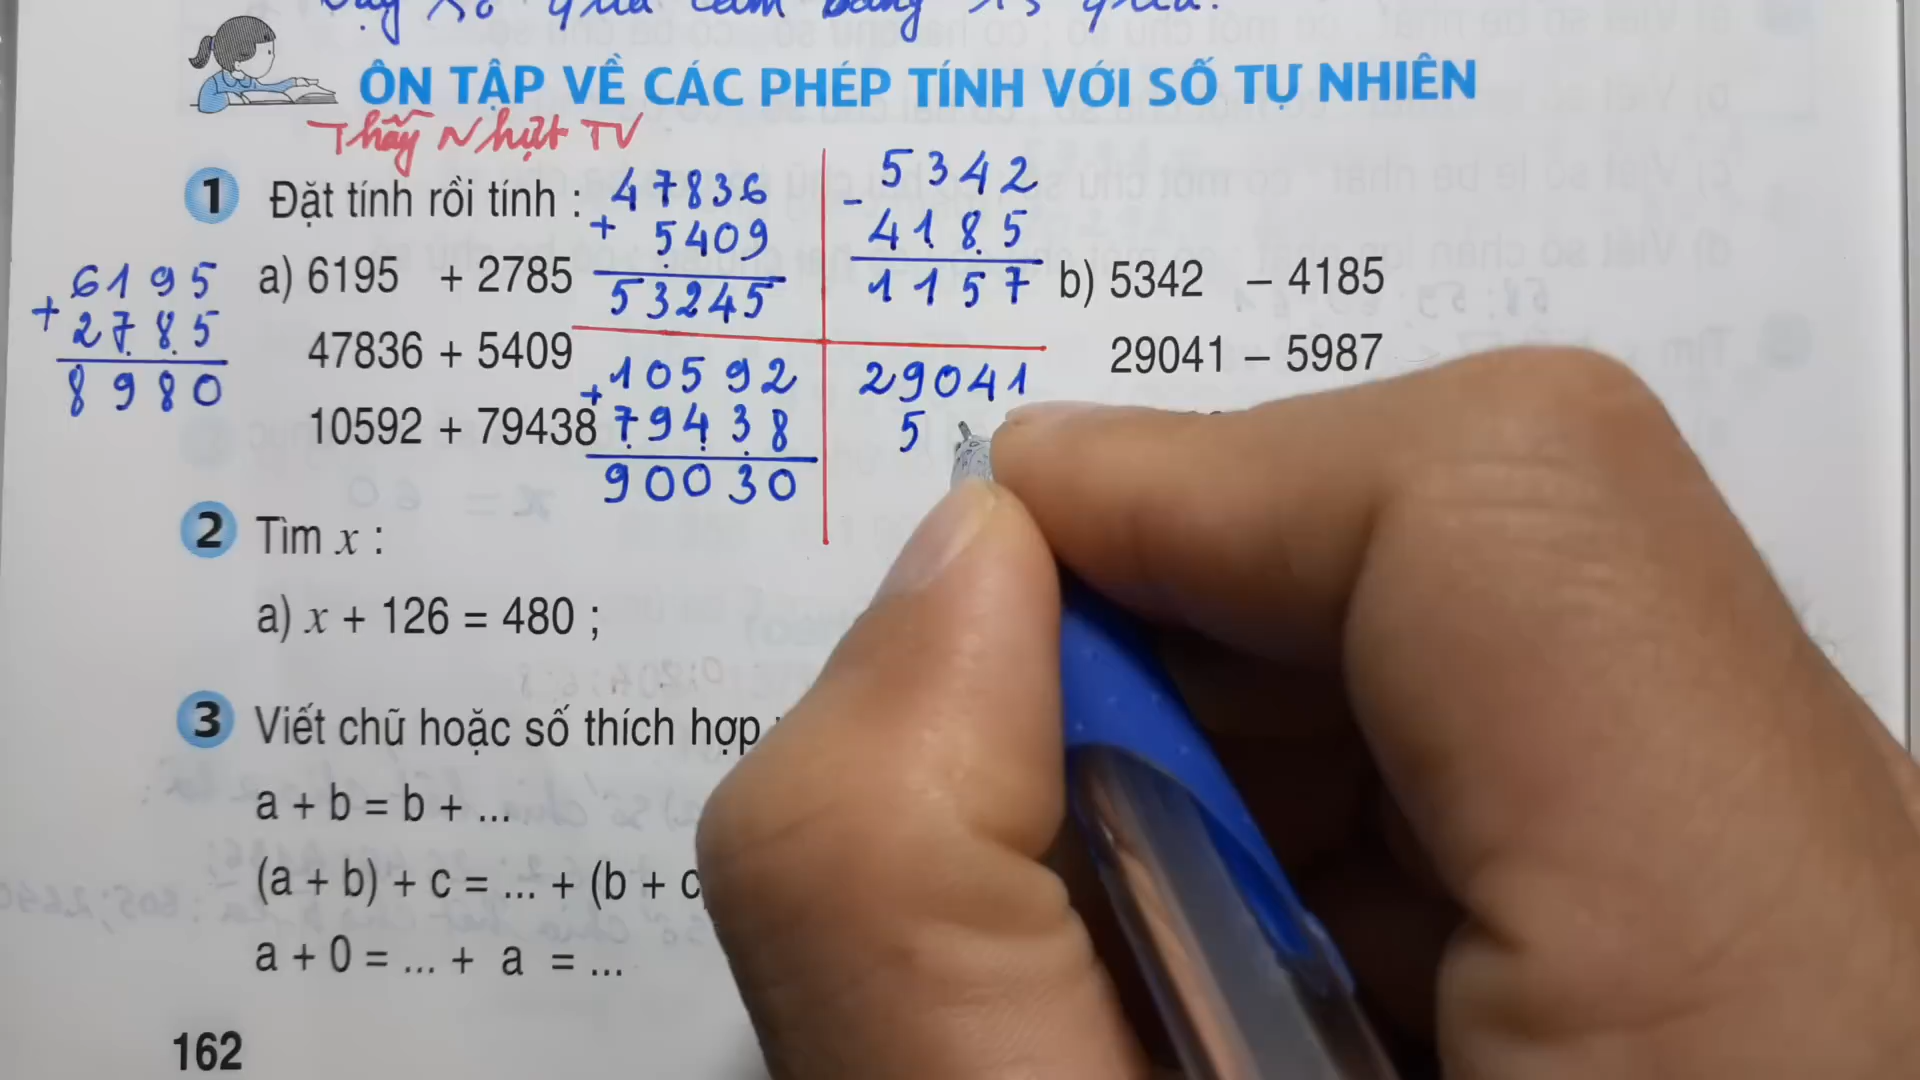 ÔN TẬP VỀ CÁC PHÉP TÍNH VỚI SỐ TỰ NHIÊN
Thầy Nhựt TV
1 Đặt tính rồi tính :
a) 6195 + 2785
47836 + 5409
10592 + 79438
6195
+ 2785
8980
47836
+ 5409
53245
10592
+ 79438
90030
5342
- 4185
1157
29041
5
b) 5342 – 4185
29041 – 5987
2 Tìm x :
a) x + 126 = 480 ;
3 Viết chữ hoặc số thích hợp
a + b = b + ...
(a + b) + c = ... + (b + c
a + 0 = ... + a = ...
162